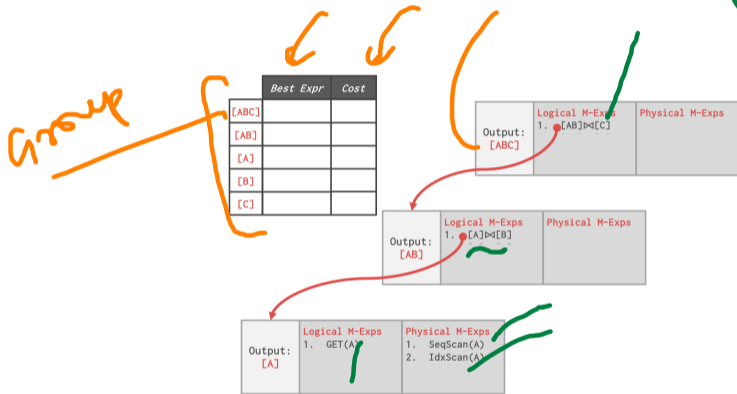 Group
Best Expr Cost
[ABC]
[AB]
[A]
[B]
[C]
Output:
[ABC]
Logical M-Exps
1. [AB]⋈[C]
Physical M-Exps
Output:
[AB]
Logical M-Exps
1. [A]⋈[B]
Physical M-Exps
Output:
[A]
Logical M-Exps
1. GET(A)
Physical M-Exps
1. SeqScan(A)
2. IdxScan(A)